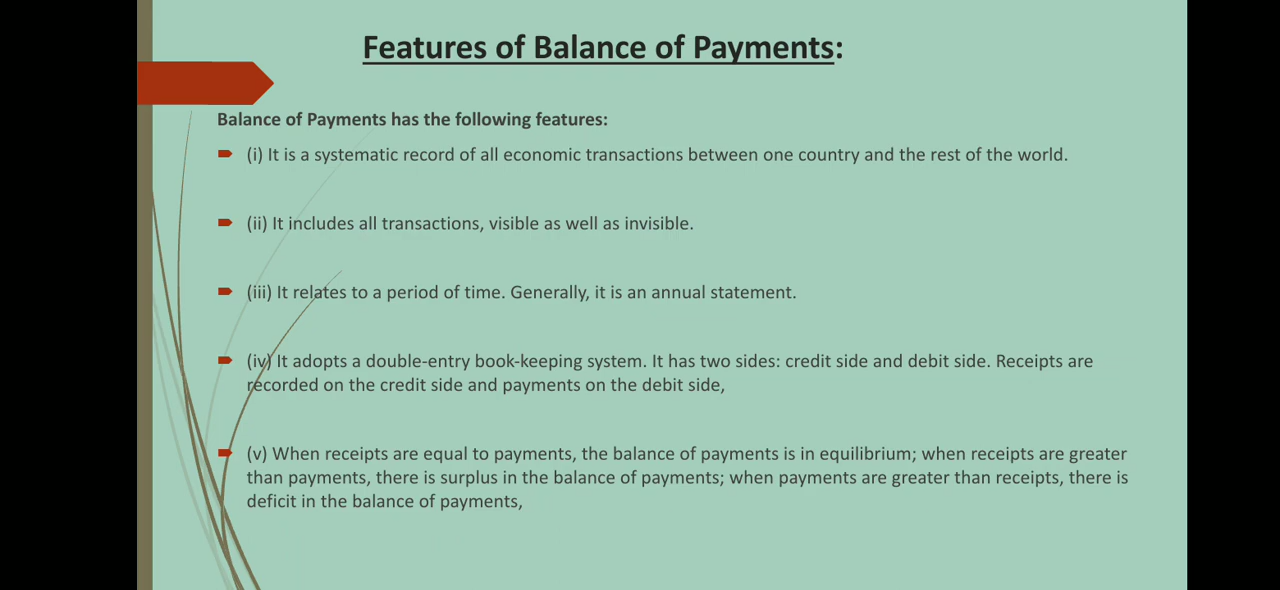 Features of Balance of Payments:
Balance of Payments has the following features:
(i) It is a systematic record of all economic transactions between one country and the rest of the world.
(ii) It includes all transactions, visible as well as invisible.
(iii) It relates to a period of time. Generally, it is an annual statement.
(iv) It adopts a double-entry book-keeping system. It has two sides: credit side and debit side. Receipts are
recorded on the credit side and payments on the debit side,
(v) When receipts are equal to payments, the balance of payments is in equilibrium; when receipts are greater
than payments, there is surplus in the balance of payments; when payments are greater than receipts, there is
deficit in the balance of payments,